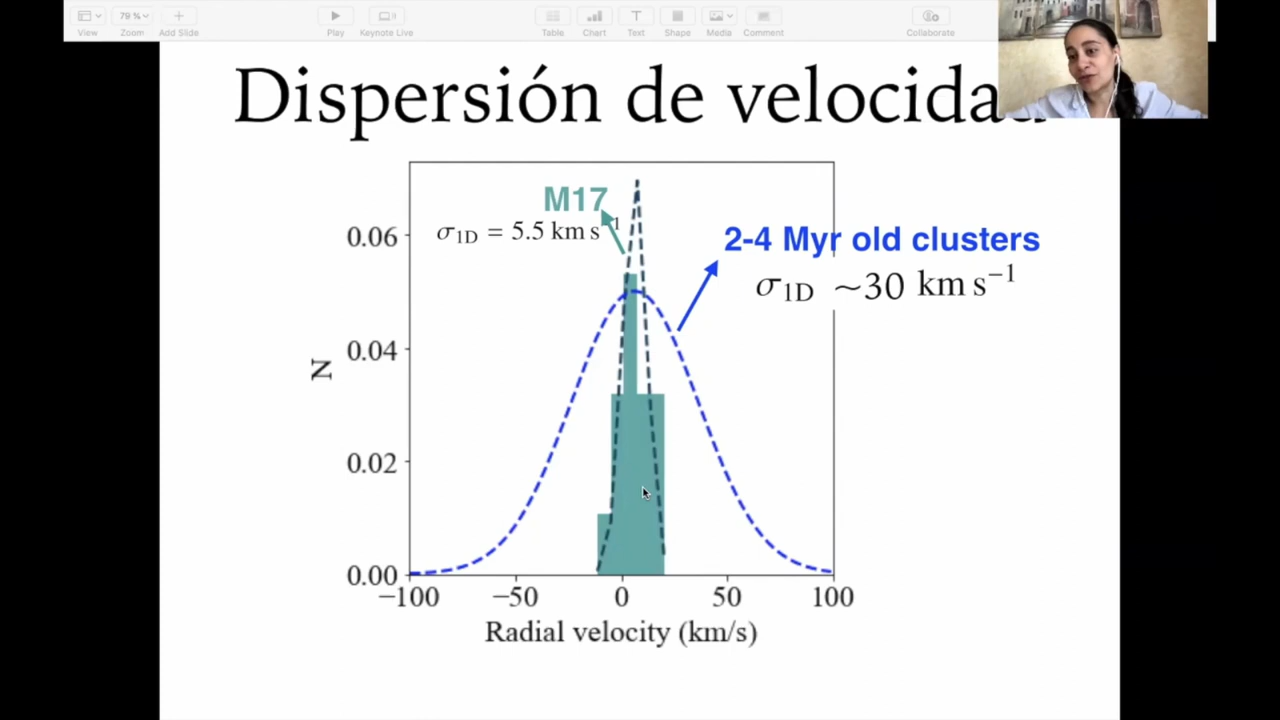 View
Zoom
Add Slide
Play
Keynote Live
Table
Chart
Text
Shape
Media
Comment
Collaborate
79 %
Dispersión de velocidad
M17
σ1D = 5.5 km s⁻¹
2-4 Myr old clusters
σ1D ~30 km s⁻¹
N
0.06
0.04
0.02
0.00
−100 −50 0 50 100
Radial velocity (km/s)